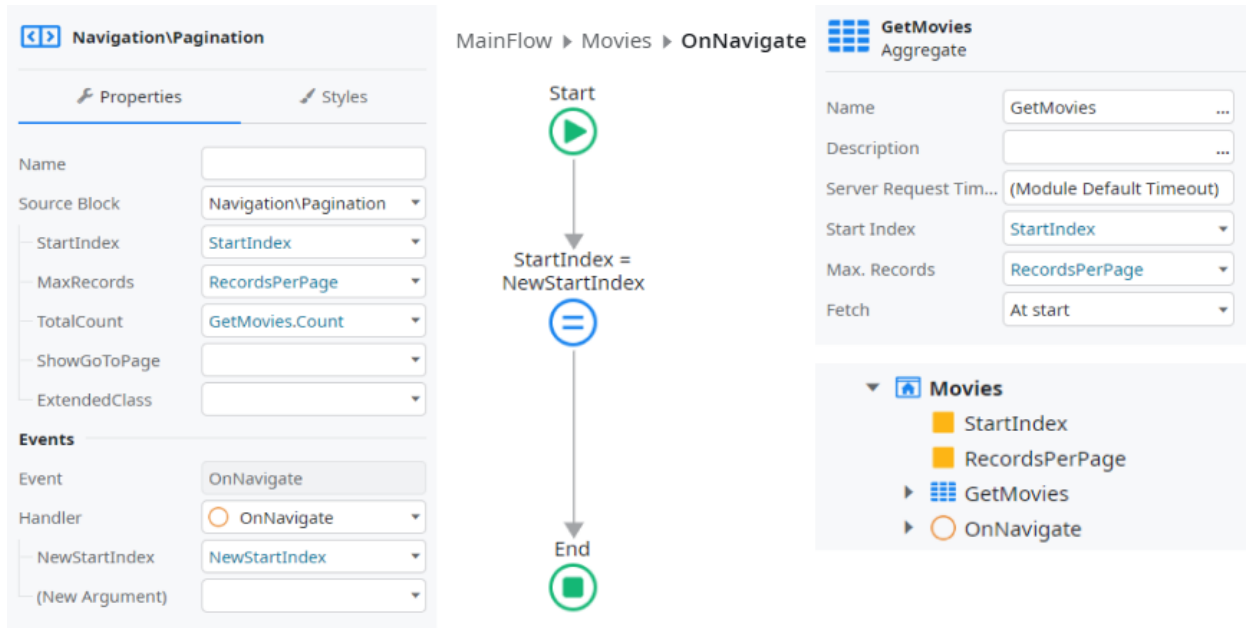 Navigation\Pagination
Properties
Styles
Name
Source Block Navigation\Pagination
StartIndex StartIndex
MaxRecords RecordsPerPage
TotalCount GetMovies.Count
ShowGoToPage
ExtendedClass
Events
Event OnNavigate
Handler OnNavigate
NewStartIndex NewStartIndex
(New Argument)
MainFlow Movies OnNavigate
Start
StartIndex =
NewStartIndex
End
GetMovies
Aggregate
Name GetMovies ...
Description ...
Server Request Tim... (Module Default Timeout)
Start Index StartIndex
Max. Records RecordsPerPage
Fetch At start
Movies
StartIndex
RecordsPerPage
GetMovies
OnNavigate